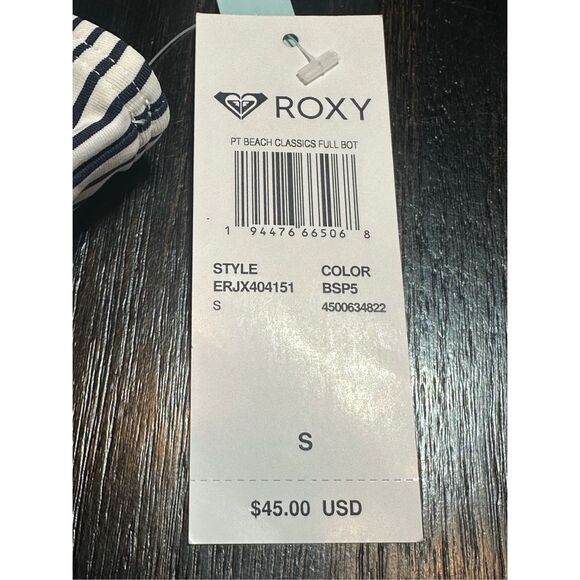 ROXY
PT BEACH CLASSICS FULL BOT
1 94476 66506 8
STYLE COLOR
ERJX404151 BSP5
S 4500634822
S
$45.00 USD